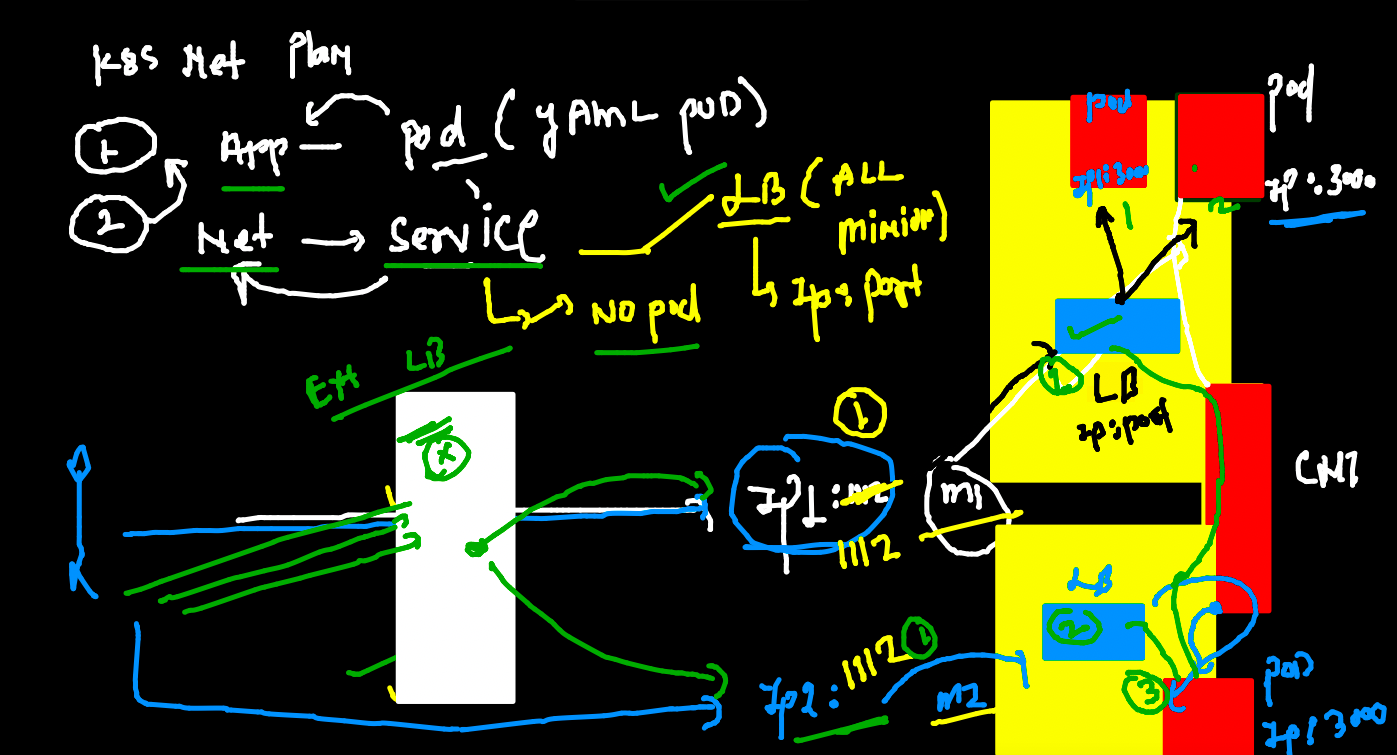 K8S Net Plan
1 App — pod (YAML POD)
2 Net → Service
LB (ALL
Minion)
→ NO pod
Ip : port
EXT LB
*
pod
Ip : 3000
1
pod
Ip : 3000
2
1
LB
Ip : port
1
Ip1 :
1112
M1
CNI
LB
2
3
Ip2 : 1112
1
M2
POD
Ip : 3000